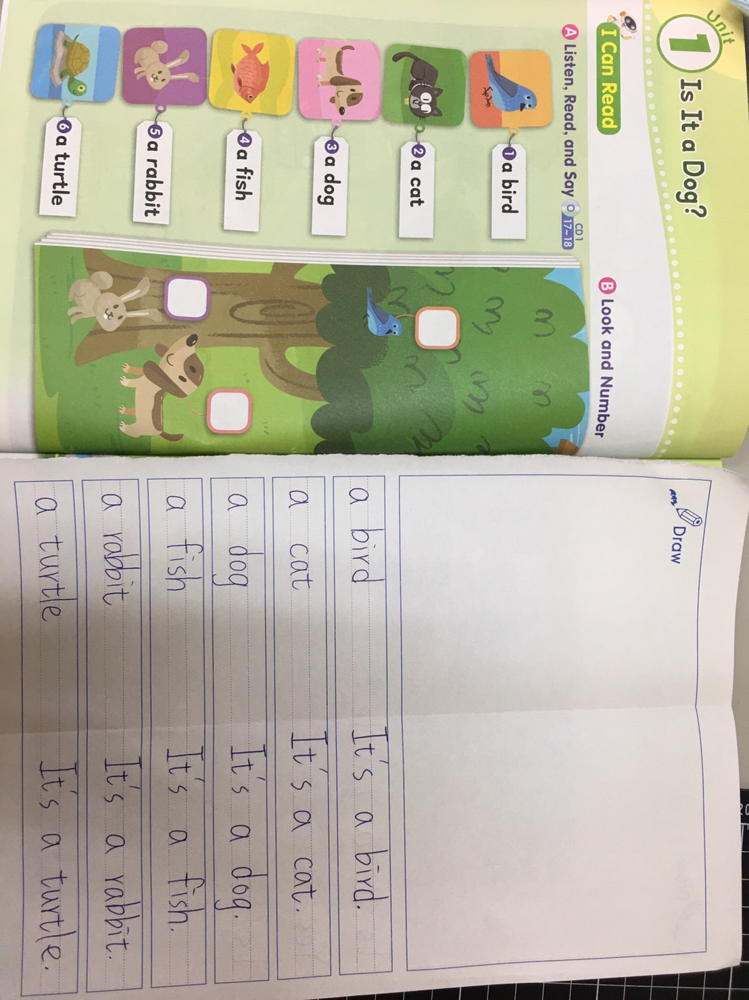 Unit
1 Is It a Dog?
I Can Read
A Listen, Read, and Say CD1 17~18
1 a bird
2 a cat
3 a dog
4 a fish
5 a rabbit
6 a turtle
B Look and Number
Draw
a bird It's a bird.
a cat It's a cat.
a dog It's a dog.
a fish It's a fish.
a rabbit It's a rabbit.
a turtle It's a turtle.
20